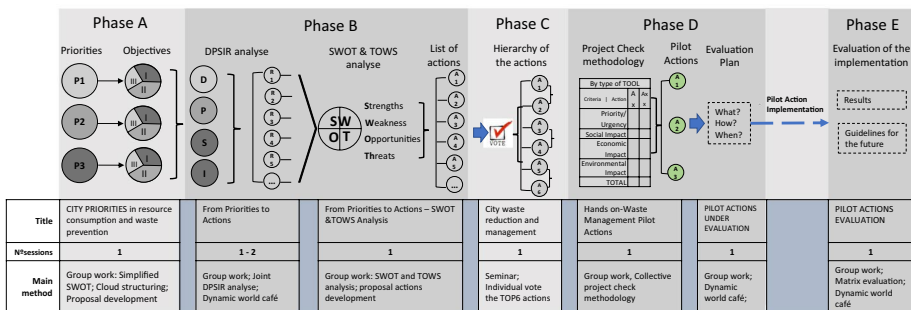 Phase A
Phase B
Phase C
Phase D
Phase E
Priorities
Objectives
P1
I
II
III
P2
I
II
III
P3
I
II
III
DPSIR analyse
D
P
S
I
R
1
R
2
R
3
R
4
R
5
...
SWOT & TOWS
analyse
SW
OT
Strengths
Weakness
Opportunities
Threats
List of
actions
A
1
A
2
A
3
A
4
A
5
...
Hierarchy of
the actions
VOTE
A
1
A
3
A
4
A
2
A
5
A
6
Project Check
methodology
By type of TOOL
Criteria | Action
A
x
Ax
x
Priority/
Urgency
Social Impact
Economic
Impact
Environmental
Impact
TOTAL
Pilot
Actions
A
1
A
2
A
3
Evaluation
Plan
What?
How?
When?
Pilot Action
Implementation
Evaluation of the
implementation
Results
Guidelines for
the future
Title
CITY PRIORITIES in resource
consumption and waste
prevention
From Priorities to
Actions
From Priorities to Actions – SWOT
&TOWS Analysis
City waste
reduction and
management
Hands on-Waste
Management Pilot
Actions
PILOT ACTIONS
UNDER
EVALUATION
PILOT ACTIONS
EVALUATION
Nºsessions
1
1 - 2
1
1
1
1
1
Main
method
Group work: Simplified
SWOT; Cloud structuring;
Proposal development
Group work; Joint
DPSIR analyse;
Dynamic world café
Group work: SWOT and TOWS
analysis; proposal actions
development
Seminar;
Individual vote
the TOP6 actions
Group work, Collective
project check
methodology
Group work;
Dynamic
world café;
Group work;
Matrix evaluation;
Dynamic world
café